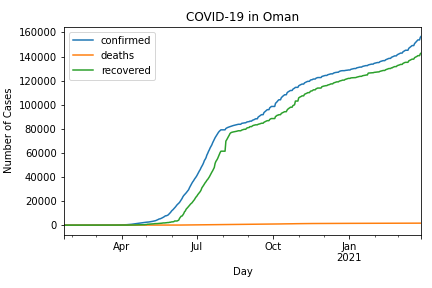 COVID-19 in Oman
confirmed
deaths
recovered
Number of Cases
160000
140000
120000
100000
80000
60000
40000
20000
0
Apr
Jul
Oct
Jan
2021
Day